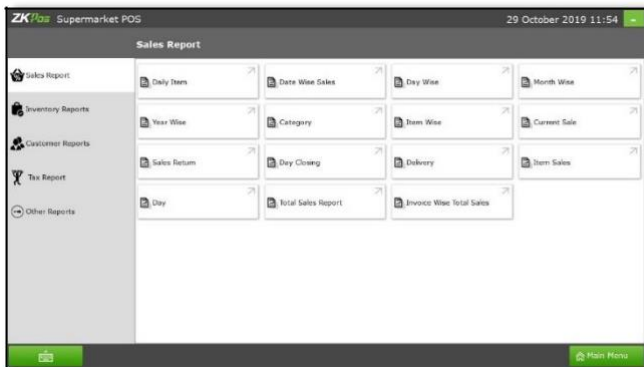 ZKPos Supermarket POS 29 October 2019 11:54
Sales Report
Sales Report
Inventory Reports
Customer Reports
Tax Report
Other Reports
Daily Item Date Wise Sales Day Wise Month Wise
Year Wise Category Item Wise Current Sale
Sales Return Day Closing Delivery Item Sales
Day Total Sales Report Invoice Wise Total Sales
Main Menu